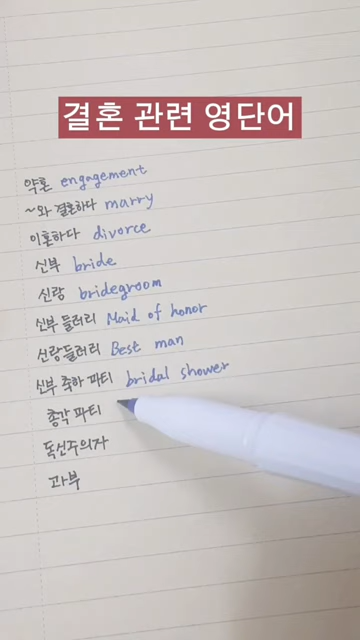 결혼 관련 영단어
약혼 engagement
~와 결혼하다 marry
이혼하다 divorce
신부 bride
신랑 bridegroom
신부 들러리 Maid of honor
신랑들러리 Best man
신부 축하 파티 bridal shower
총각 파티
독신주의자
과부